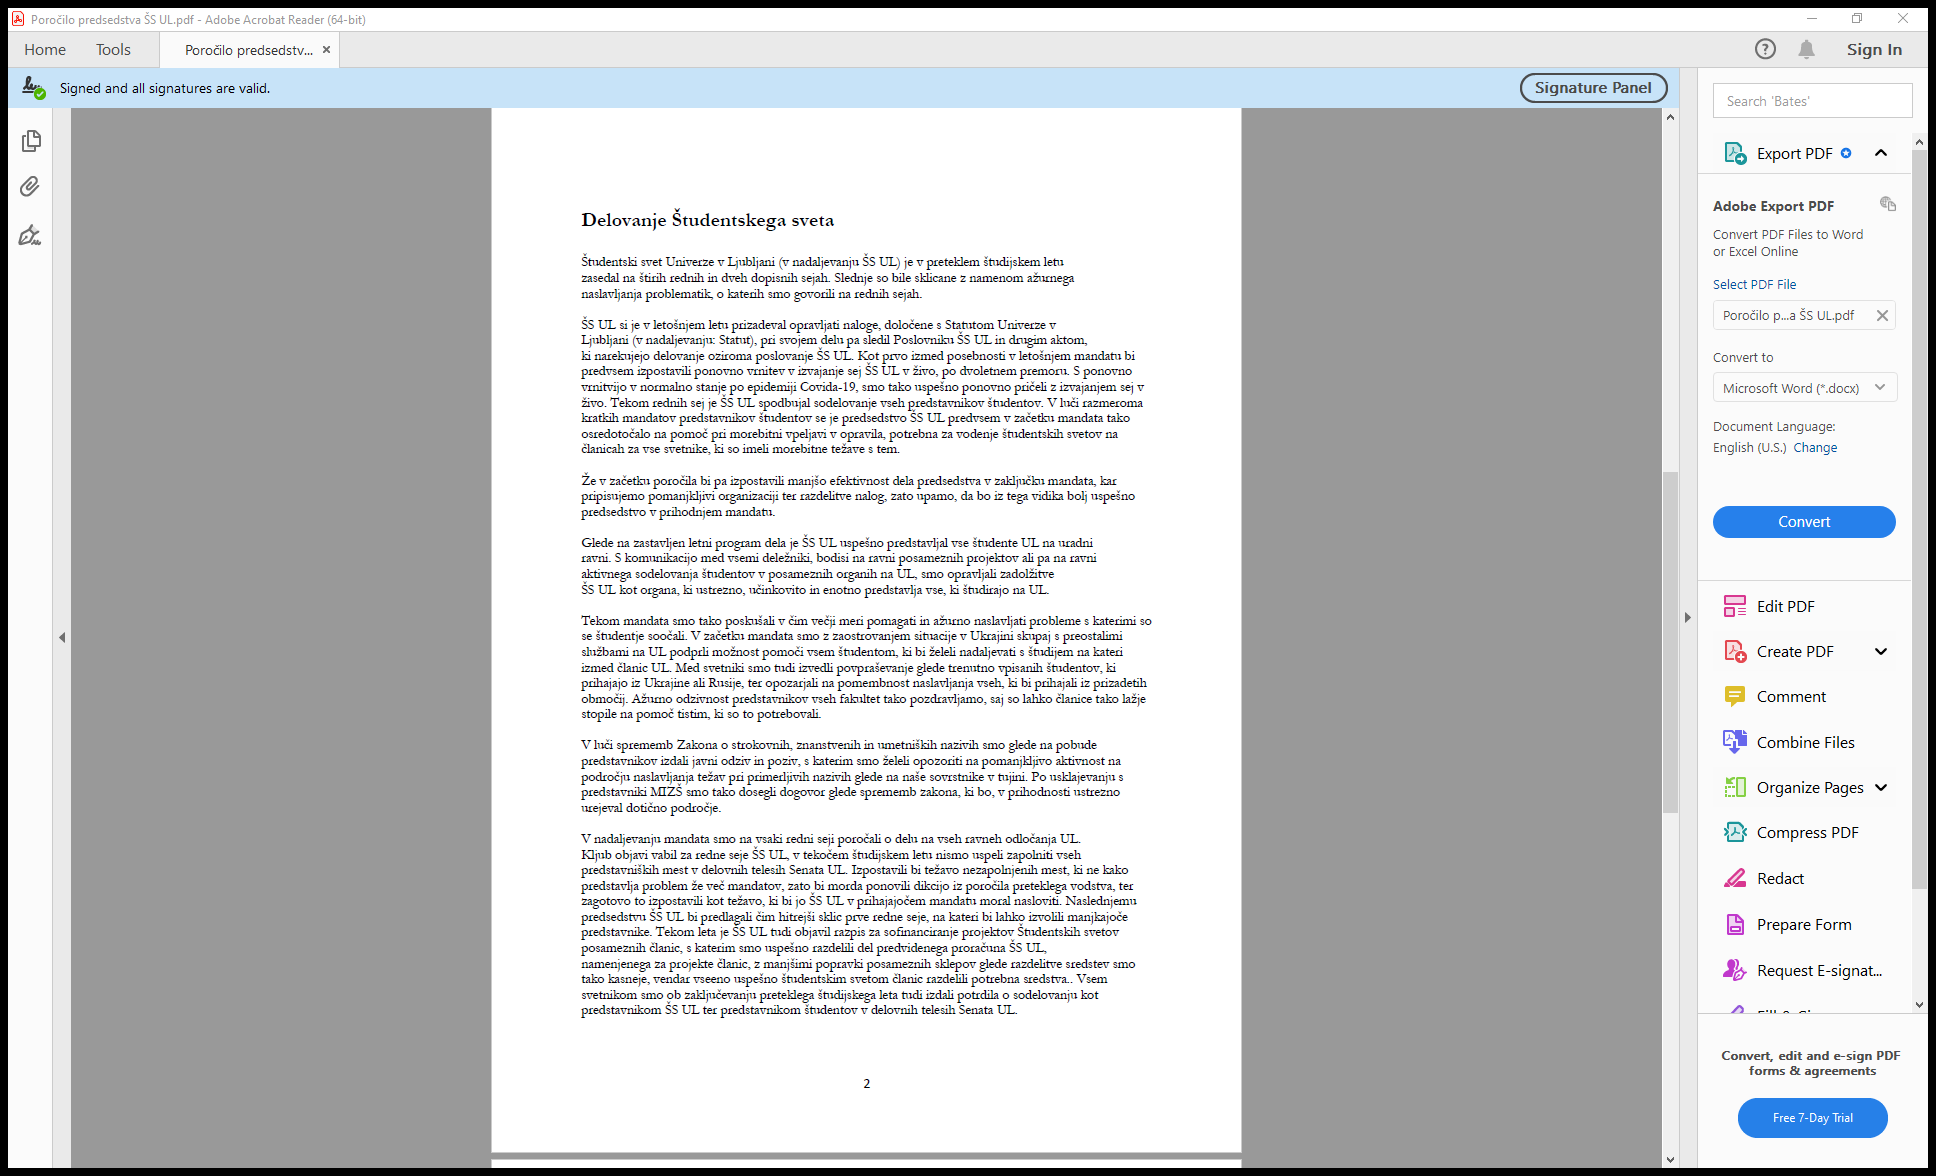 Poročilo predsedstva ŠS UL.pdf - Adobe Acrobat Reader (64-bit)
Home
Tools
Poročilo predsedstv...
Sign In
Signed and all signatures are valid.
Signature Panel
Delovanje Študentskega sveta
Študentski svet Univerze v Ljubljani (v nadaljevanju ŠS UL) je v preteklem študijskem letu
zasedal na štirih rednih in dveh dopisnih sejah. Slednje so bile sklicane z namenom ažurnega
naslavljanja problematik, o katerih smo govorili na rednih sejah.
ŠS UL si je v letošnjem letu prizadeval opravljati naloge, določene s Statutom Univerze v
Ljubljani (v nadaljevanju: Statut), pri svojem delu pa sledil Poslovniku ŠS UL in drugim aktom,
ki narekujejo delovanje oziroma poslovanje ŠS UL. Kot prvo izmed posebnosti v letošnjem mandatu bi
predvsem izpostavili ponovno vrnitev v izvajanje sej ŠS UL v živo, po dvoletnem premoru. S ponovno
vrnitvijo v normalno stanje po epidemiji Covida-19, smo tako uspešno ponovno pričeli z izvajanjem sej v
živo. Tekom rednih sej je ŠS UL spodbujal sodelovanje vseh predstavnikov študentov. V luči razmeroma
kratkih mandatov predstavnikov študentov se je predsedstvo ŠS UL predvsem v začetku mandata tako
osredotočalo na pomoč pri morebitni vpeljavi v opravila, potrebna za vodenje študentskih svetov na
članicah za vse svetnike, ki so imeli morebitne težave s tem.
Že v začetku poročila bi pa izpostavili manjšo efektivnost dela predsedstva v zaključku mandata, kar
pripisujemo pomanjkljivi organizaciji ter razdelitve nalog, zato upamo, da bo iz tega vidika bolj uspešno
predsedstvo v prihodnjem mandatu.
Glede na zastavljen letni program dela je ŠS UL uspešno predstavljal vse študente UL na uradni
ravni. S komunikacijo med vsemi deležniki, bodisi na ravni posameznih projektov ali pa na ravni
aktivnega sodelovanja študentov v posameznih organih na UL, smo opravljali zadolžitve
ŠS UL kot organa, ki ustrezno, učinkovito in enotno predstavlja vse, ki študirajo na UL.
Tekom mandata smo tako poskušali v čim večji meri pomagati in ažurno naslavljati probleme s katerimi so
se študentje soočali. V začetku mandata smo z zaostrovanjem situacije v Ukrajini skupaj s preostalimi
službami na UL podprli možnost pomoči vsem študentom, ki bi želeli nadaljevati s študijem na kateri
izmed članic UL. Med svetniki smo tudi izvedli povpraševanje glede trenutno vpisanih študentov, ki
prihajajo iz Ukrajine ali Rusije, ter opozarjali na pomembnost naslavljanja vseh, ki bi prihajali iz prizadetih
območij. Ažurno odzivnost predstavnikov vseh fakultet tako pozdravljamo, saj so lahko članice tako lažje
stopile na pomoč tistim, ki so to potrebovali.
V luči sprememb Zakona o strokovnih, znanstvenih in umetniških nazivih smo glede na pobude
predstavnikov izdali javni odziv in poziv, s katerim smo želeli opozoriti na pomanjkljivo aktivnost na
področju naslavljanja težav pri primerljivih nazivih glede na naše sovrstnike v tujini. Po usklajevanju s
predstavniki MIZŠ smo tako dosegli dogovor glede sprememb zakona, ki bo, v prihodnosti ustrezno
urejeval dotično področje.
V nadaljevanju mandata smo na vsaki redni seji poročali o delu na vseh ravneh odločanja UL.
Kljub objavi vabil za redne seje ŠS UL, v tekočem študijskem letu nismo uspeli zapolniti vseh
predstavniških mest v delovnih telesih Senata UL. Izpostavili bi težavo nezapolnjenih mest, ki ne kako
predstavlja problem že več mandatov, zato bi morda ponovili dikcijo iz poročila preteklega vodstva, ter
zagotovo to izpostavili kot težavo, ki bi jo ŠS UL v prihajajočem mandatu moral nasloviti. Naslednjemu
predsedstvu ŠS UL bi predlagali čim hitrejši sklic prve redne seje, na kateri bi lahko izvolili manjkajoče
predstavnike. Tekom leta je ŠS UL tudi objavil razpis za sofinanciranje projektov Študentskih svetov
posameznih članic, s katerim smo uspešno razdelili del predvidenega proračuna ŠS UL,
namenjenega za projekte članic, z manjšimi popravki posameznih sklepov glede razdelitve sredstev smo
tako kasneje, vendar vseeno uspešno študentskim svetom članic razdelili potrebna sredstva.. Vsem
svetnikom smo ob zaključevanju preteklega študijskega leta tudi izdali potrdila o sodelovanju kot
predstavnikom ŠS UL ter predstavnikom študentov v delovnih telesih Senata UL.
2
Search 'Bates'
Export PDF
Adobe Export PDF
Convert PDF Files to Word
or Excel Online
Select PDF File
Poročilo p...a ŠS UL.pdf
Convert to
Microsoft Word (*.docx)
Document Language:
English (U.S.) Change
Convert
Edit PDF
Create PDF
Comment
Combine Files
Organize Pages
Compress PDF
Redact
Prepare Form
Request E-signat...
Convert, edit and e-sign PDF
forms & agreements
Free 7-Day Trial